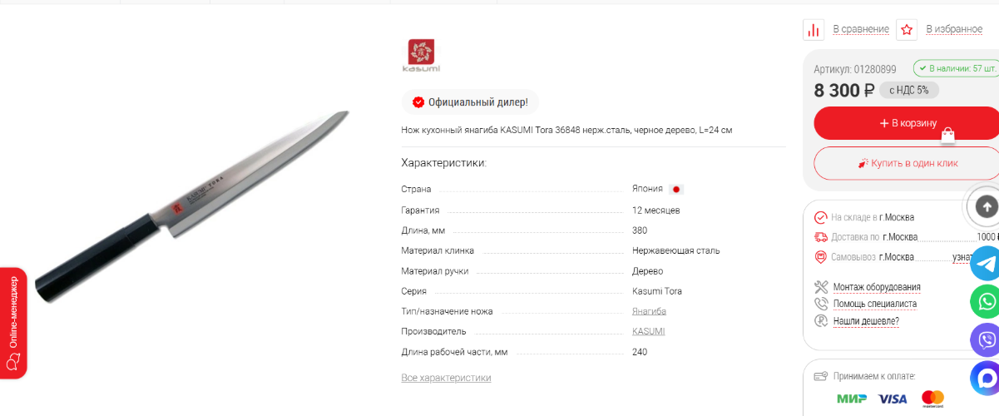 kasumi
Официальный дилер!
Нож кухонный янагиба KASUMI Tora 36848 нерж.сталь, черное дерево, L=24 см
Характеристики:
Страна Япония
Гарантия 12 месяцев
Длина, мм 380
Материал клинка Нержавеющая сталь
Материал ручки Дерево
Серия Kasumi Tora
Тип/назначение ножа Янагиба
Производитель KASUMI
Длина рабочей части, мм 240
Все характеристики
KASUMI TORA
Online-менеджер
В сравнение В избранное
Артикул: 01280899 В наличии: 57 шт.
8 300 ₽ с НДС 5%
+ В корзину
Купить в один клик
На складе в г.Москва
Доставка по г.Москва 1000
Самовывоз г.Москва узнат
Монтаж оборудования
Помощь специалиста
Нашли дешевле?
Принимаем к оплате:
МИР VISA mastercard